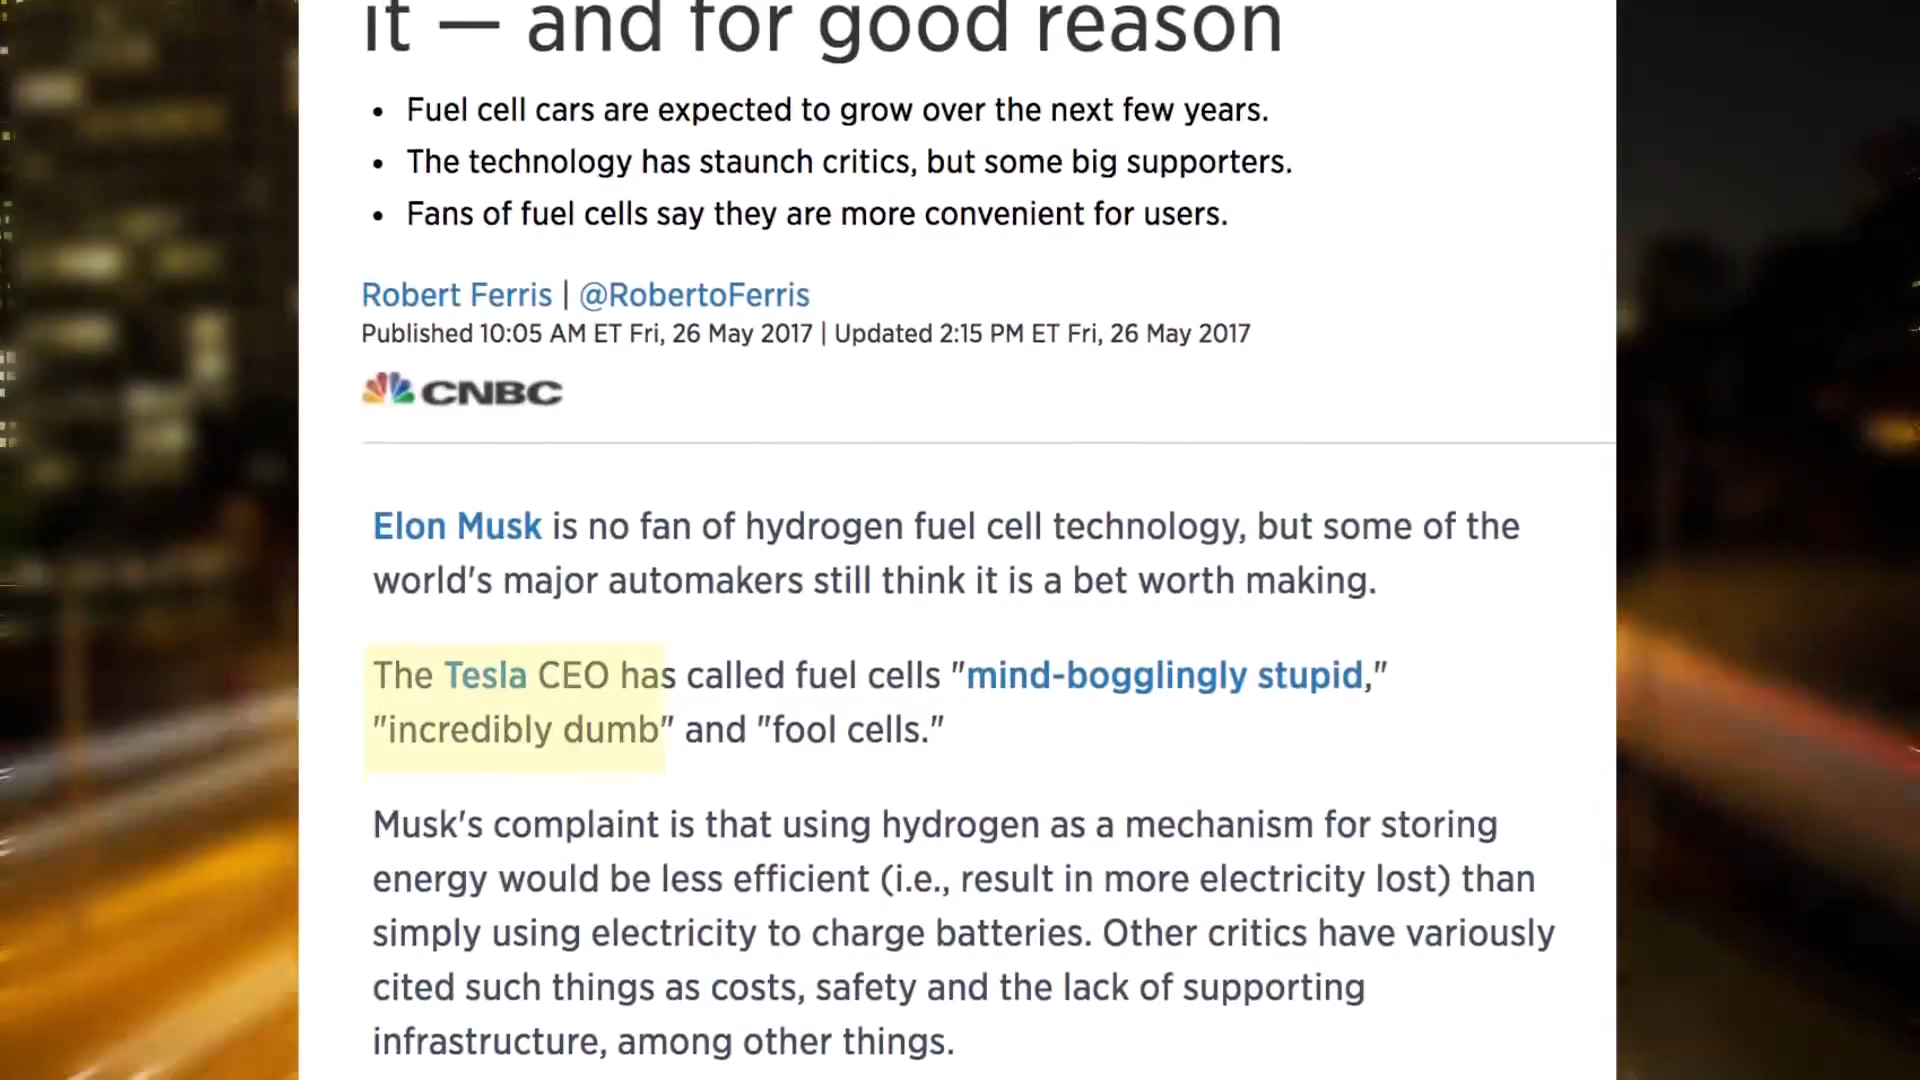 it — and for good reason
• Fuel cell cars are expected to grow over the next few years.
• The technology has staunch critics, but some big supporters.
• Fans of fuel cells say they are more convenient for users.
Robert Ferris | @RobertoFerris
Published 10:05 AM ET Fri, 26 May 2017 | Updated 2:15 PM ET Fri, 26 May 2017
CNBC
Elon Musk is no fan of hydrogen fuel cell technology, but some of the
world's major automakers still think it is a bet worth making.
The Tesla CEO has called fuel cells "mind-bogglingly stupid,"
"incredibly dumb" and "fool cells."
Musk's complaint is that using hydrogen as a mechanism for storing
energy would be less efficient (i.e., result in more electricity lost) than
simply using electricity to charge batteries. Other critics have variously
cited such things as costs, safety and the lack of supporting
infrastructure, among other things.